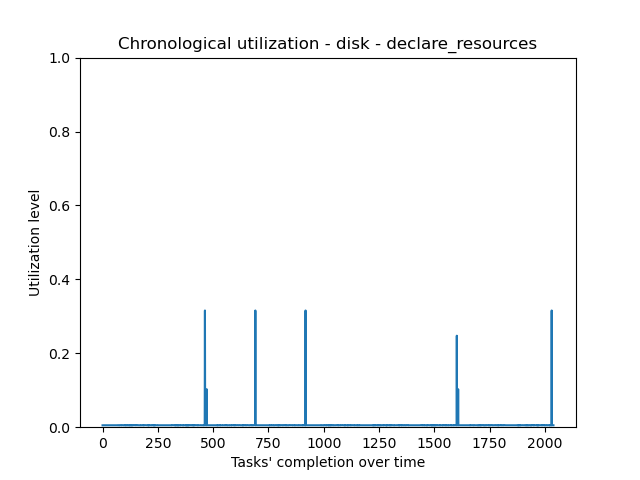 Chronological utilization - disk - declare_resources
1.0
0.8
0.6
0.4
0.2
0.0
Utilization level
0 250 500 750 1000 1250 1500 1750 2000
Tasks' completion over time